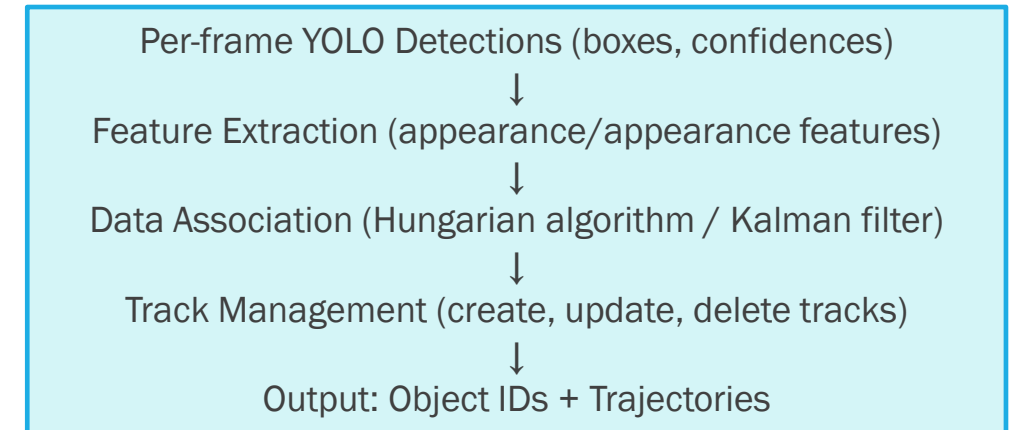 Per-frame YOLO Detections (boxes, confidences)
↓
Feature Extraction (appearance/appearance features)
↓
Data Association (Hungarian algorithm / Kalman filter)
↓
Track Management (create, update, delete tracks)
↓
Output: Object IDs + Trajectories